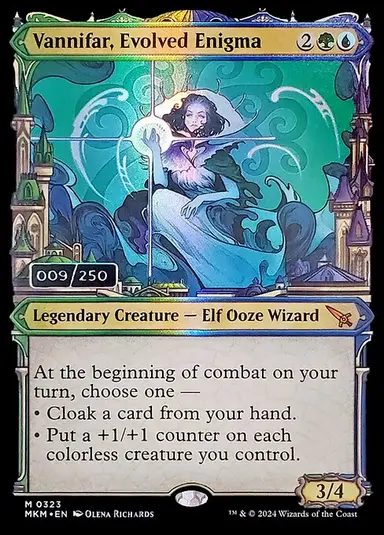 Vannifar, Evolved Enigma 2
009/250
Legendary Creature — Elf Ooze Wizard
At the beginning of combat on your
turn, choose one —
• Cloak a card from your hand.
• Put a +1/+1 counter on each
colorless creature you control.
3/4
M 0323
MKM • EN Olena Richards
™ & © 2024 Wizards of the Coast